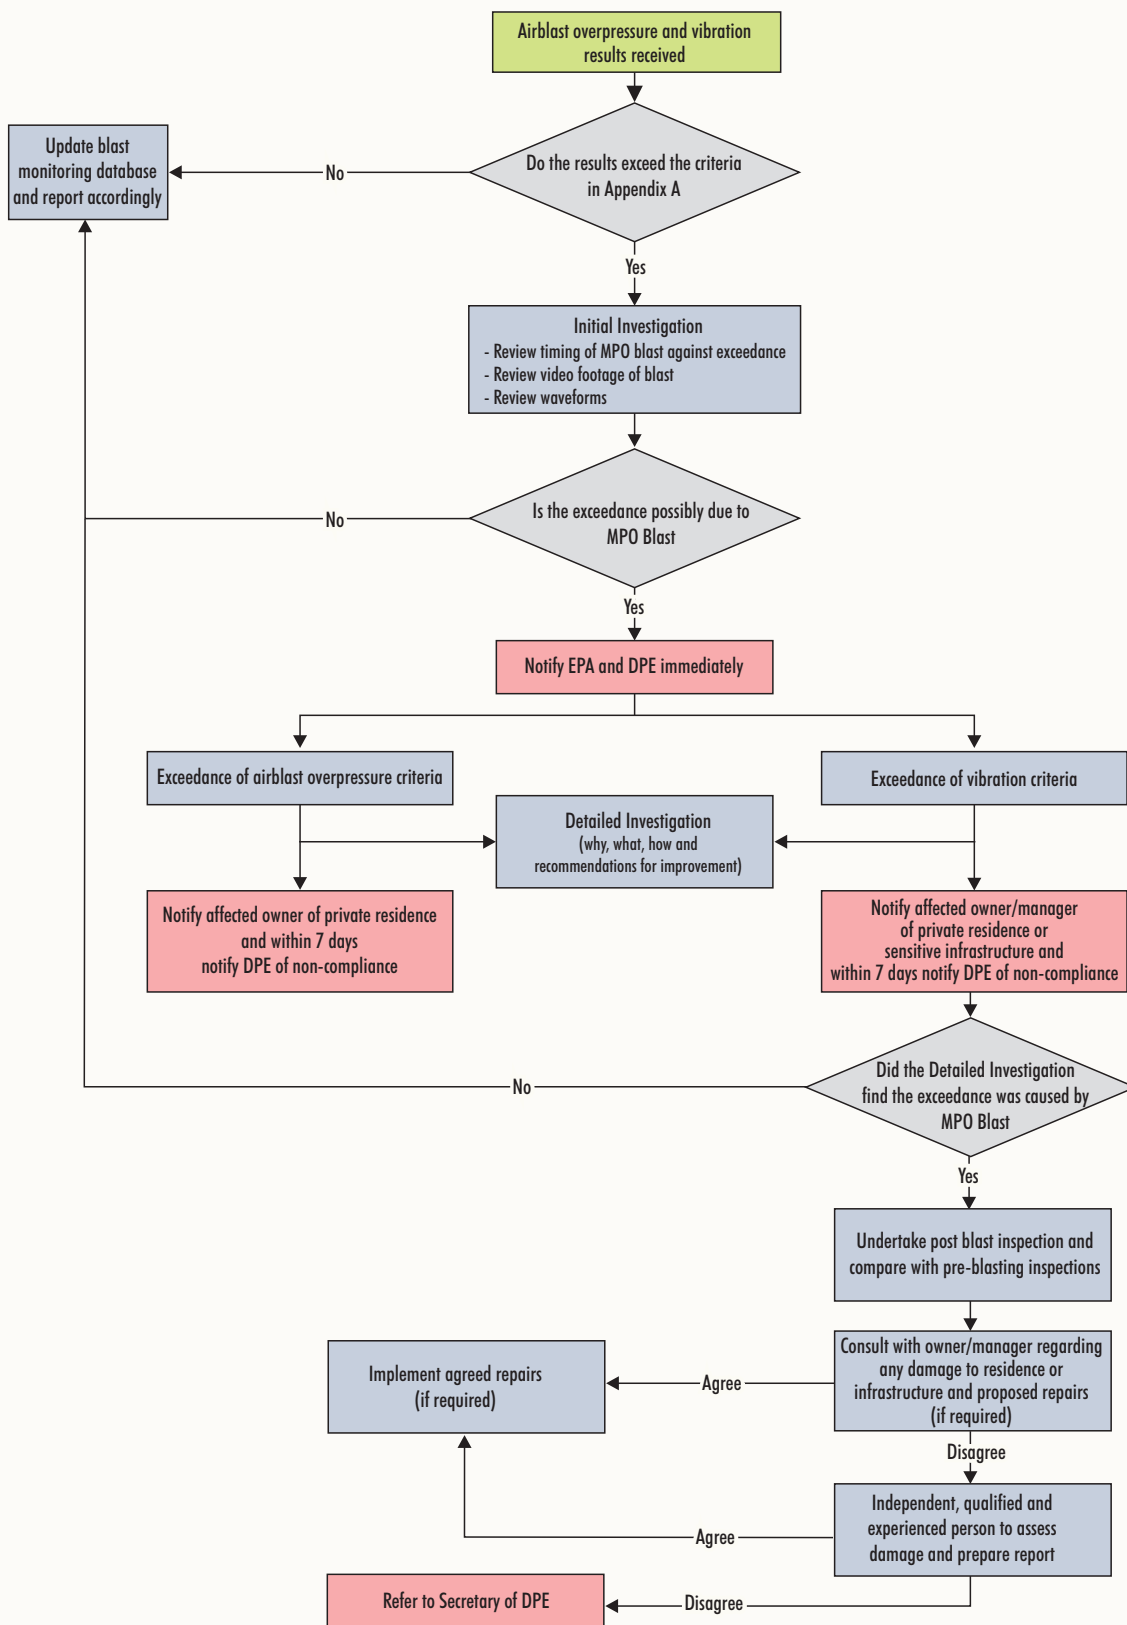 Airblast overpressure and vibration
results received
Update blast
monitoring database
and report accordingly
No
Do the results exceed the criteria
in Appendix A
Yes
Initial Investigation
- Review timing of MPO blast against exceedance
- Review video footage of blast
- Review waveforms
No
Is the exceedance possibly due to
MPO Blast
Yes
Notify EPA and DPE immediately
Exceedance of airblast overpressure criteria
Exceedance of vibration criteria
Detailed Investigation
(why, what, how and
recommendations for improvement)
Notify affected owner of private residence
and within 7 days
notify DPE of non-compliance
Notify affected owner/manager
of private residence or
sensitive infrastructure and
within 7 days notify DPE of non-compliance
No
Did the Detailed Investigation
find the exceedance was caused by
MPO Blast
Yes
Undertake post blast inspection and
compare with pre-blasting inspections
Implement agreed repairs
(if required)
Agree
Consult with owner/manager regarding
any damage to residence or
infrastructure and proposed repairs
(if required)
Disagree
Agree
Independent, qualified and
experienced person to assess
damage and prepare report
Refer to Secretary of DPE
Disagree